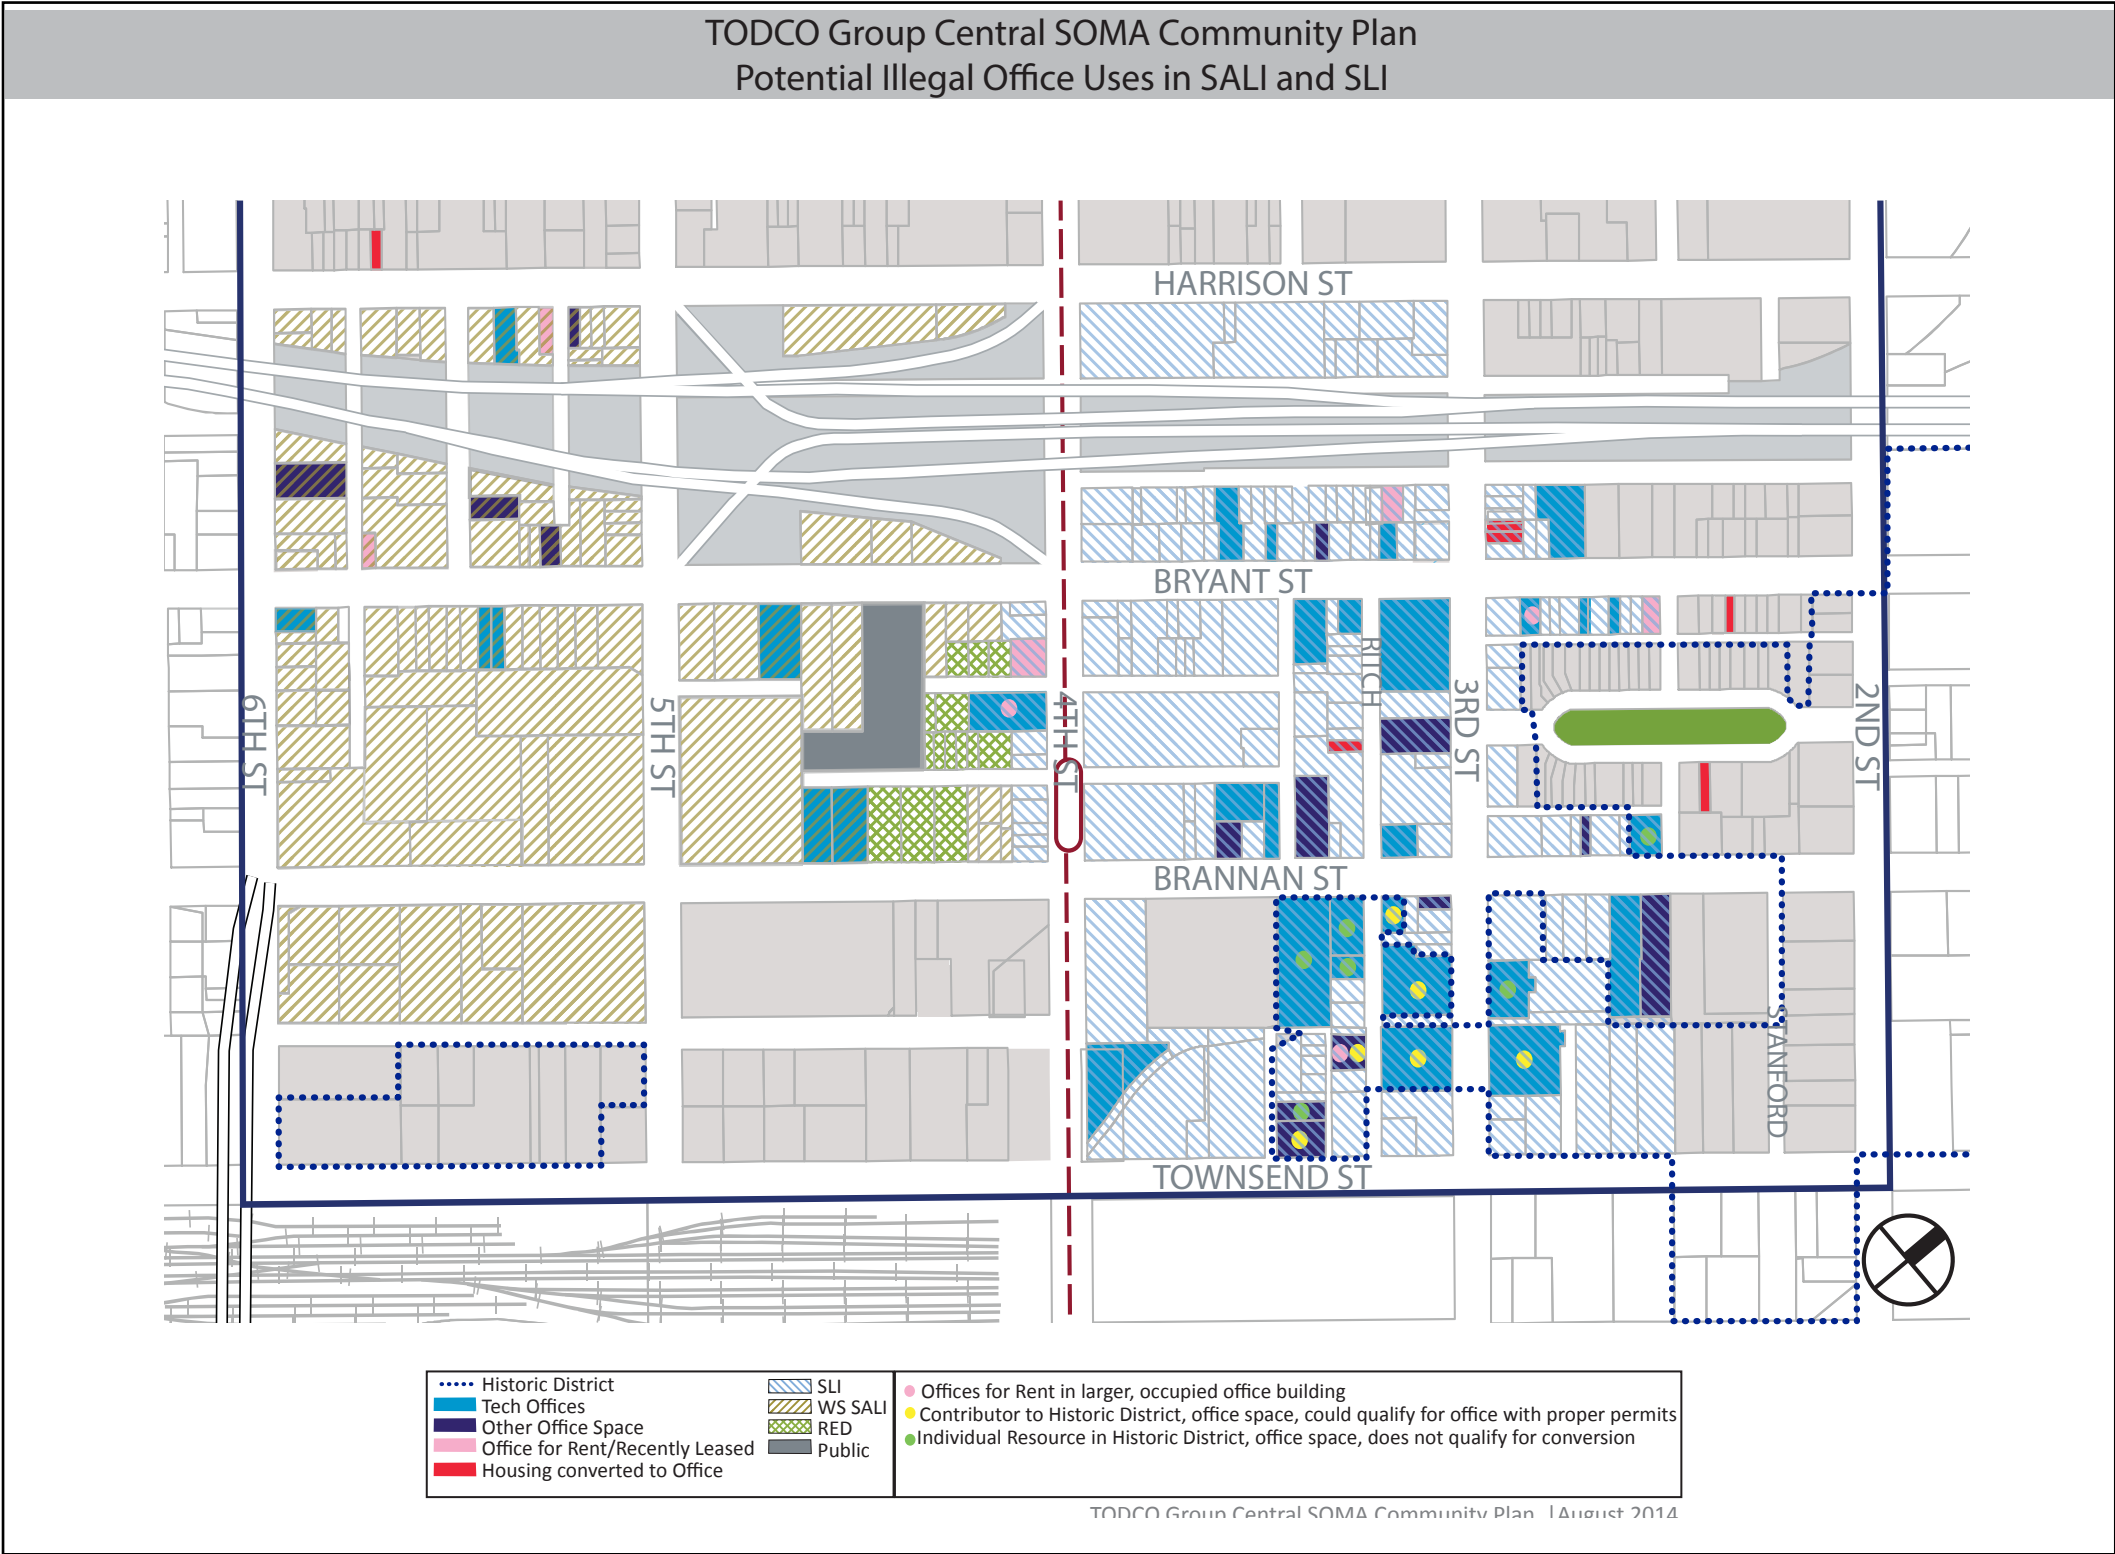 TODCO Group Central SOMA Community Plan
Potential Illegal Office Uses in SALI and SLI
HARRISON ST
BRYANT ST
RITCH
6TH ST
5TH ST
4TH ST
3RD ST
2ND ST
BRANNAN ST
STANFORD
TOWNSEND ST
Historic District
Tech Offices
Other Office Space
Office for Rent/Recently Leased
Housing converted to Office
SLI
WS SALI
RED
Public
Offices for Rent in larger, occupied office building
Contributor to Historic District, office space, could qualify for office with proper permits
Individual Resource in Historic District, office space, does not qualify for conversion
TODCO Group Central SOMA Community Plan | August 2014